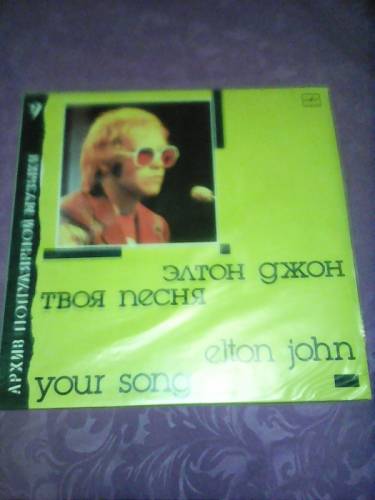 АРХИВ ПОПУЛЯРНОЙ МУЗЫКИ
элтон джон
твоя песня
elton john
your song